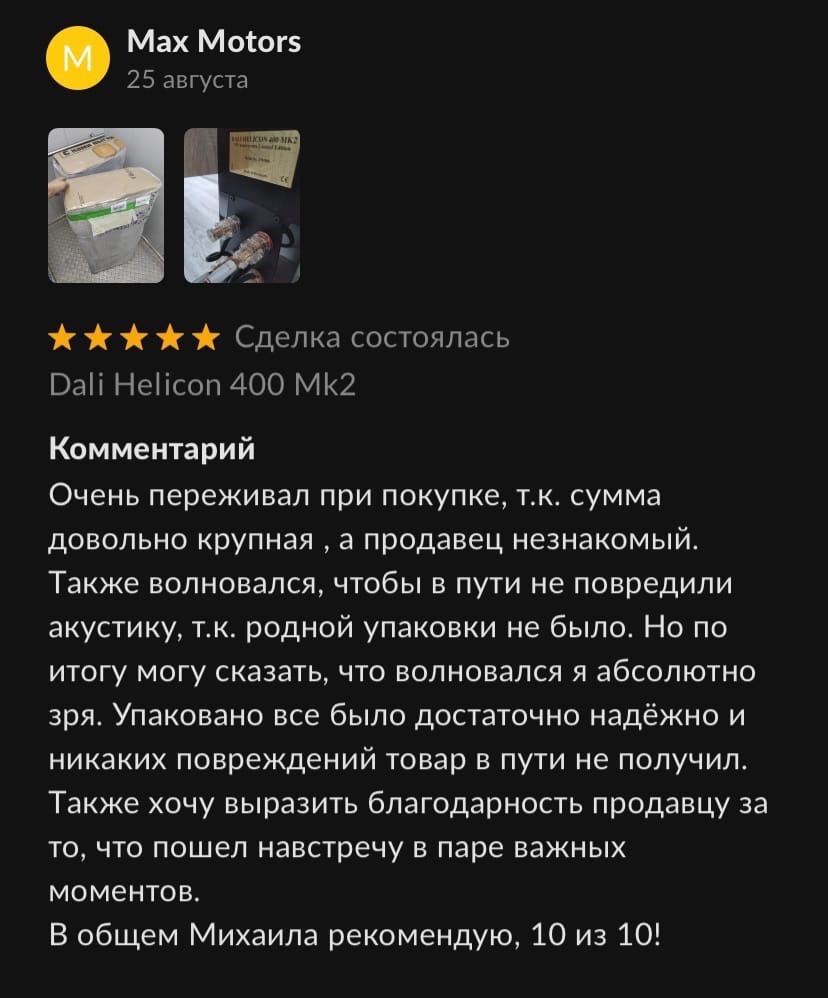 M
Max Motors
25 августа
DALI HELICON 400 MK2
Сделка состоялась
Dali Helicon 400 Mk2
Комментарий
Очень переживал при покупке, т.к. сумма
довольно крупная , а продавец незнакомый.
Также волновался, чтобы в пути не повредили
акустику, т.к. родной упаковки не было. Но по
итогу могу сказать, что волновался я абсолютно
зря. Упаковано все было достаточно надёжно и
никаких повреждений товар в пути не получил.
Также хочу выразить благодарность продавцу за
то, что пошел навстречу в паре важных
моментов.
В общем Михаила рекомендую, 10 из 10!